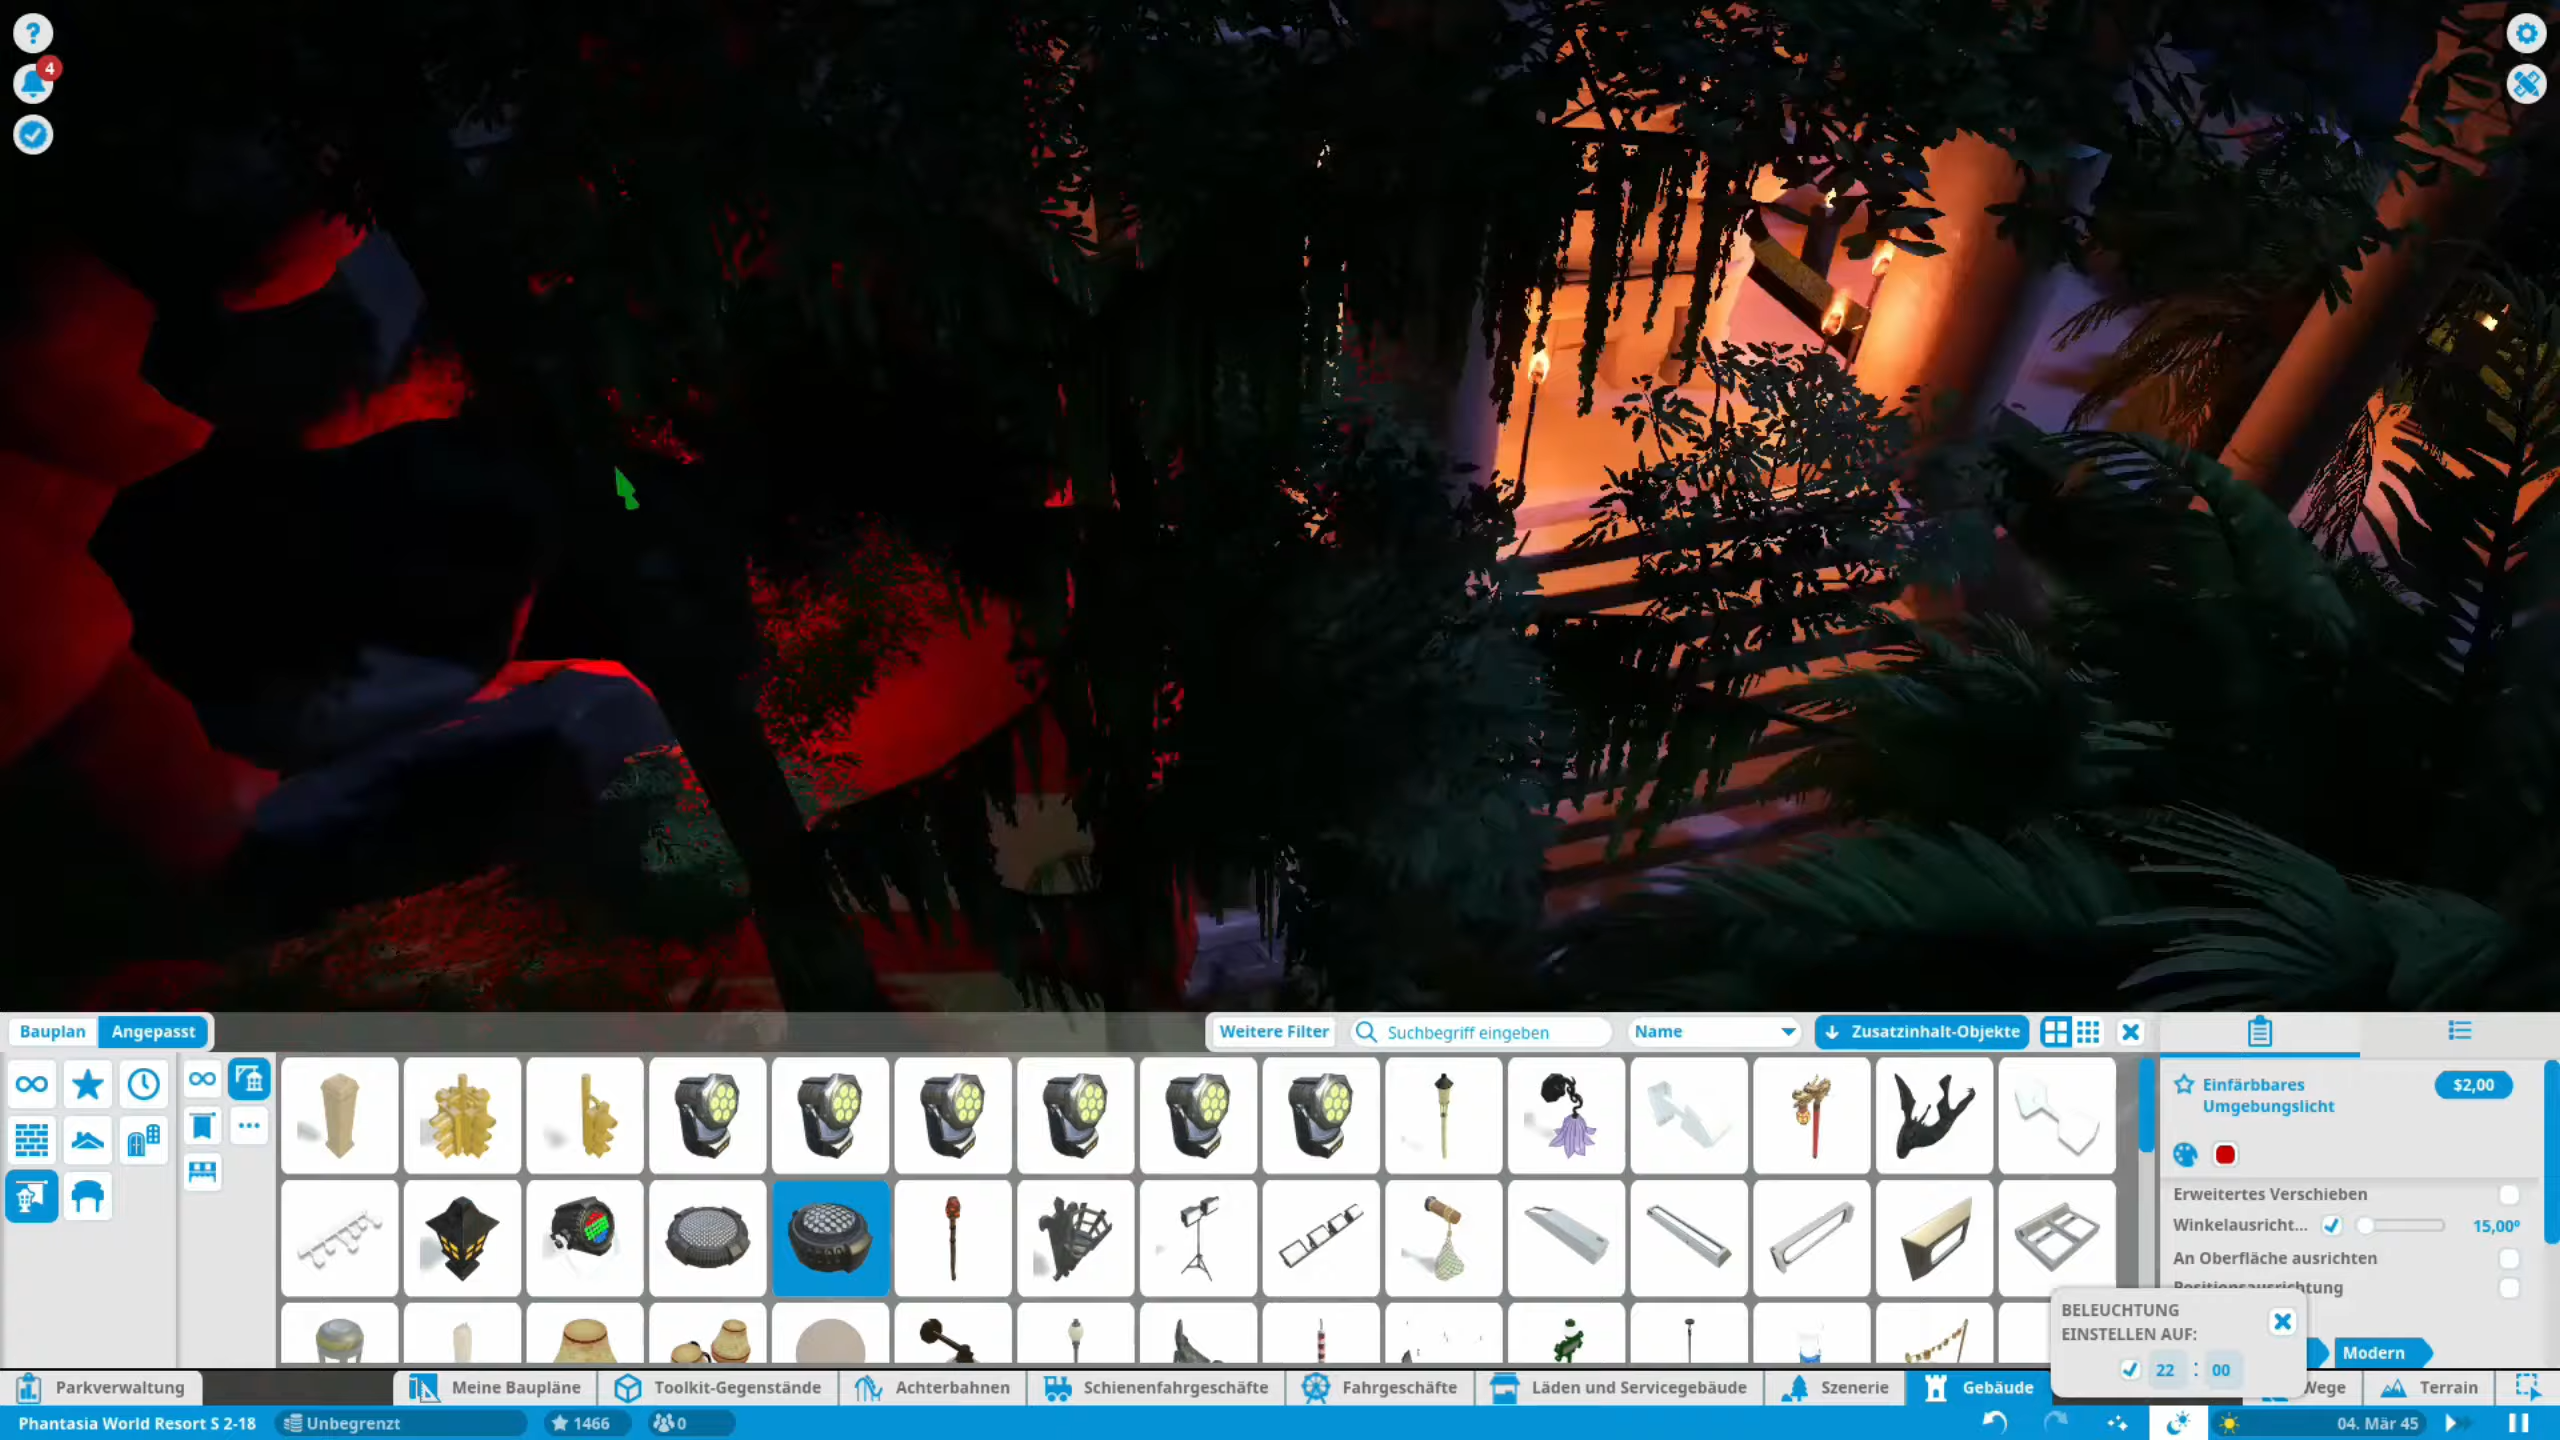 4
Bauplan
Angepasst
Weitere Filter
Suchbegriff eingeben
Name
Zusatzinhalt-Objekte
Einfärbbares
Umgebungslicht
$2,00
Erweitertes Verschieben
Winkelausricht...
15,00°
An Oberfläche ausrichten
Positionsausrichtung
BELEUCHTUNG
EINSTELLEN AUF:
22 : 00
Modern
Parkverwaltung
Meine Baupläne
Toolkit-Gegenstände
Achterbahnen
Schienenfahrgeschäfte
Fahrgeschäfte
Läden und Servicegebäude
Szenerie
Gebäude
Wege
Terrain
Phantasia World Resort S 2-18
Unbegrenzt
1466
0
04. Mär 45